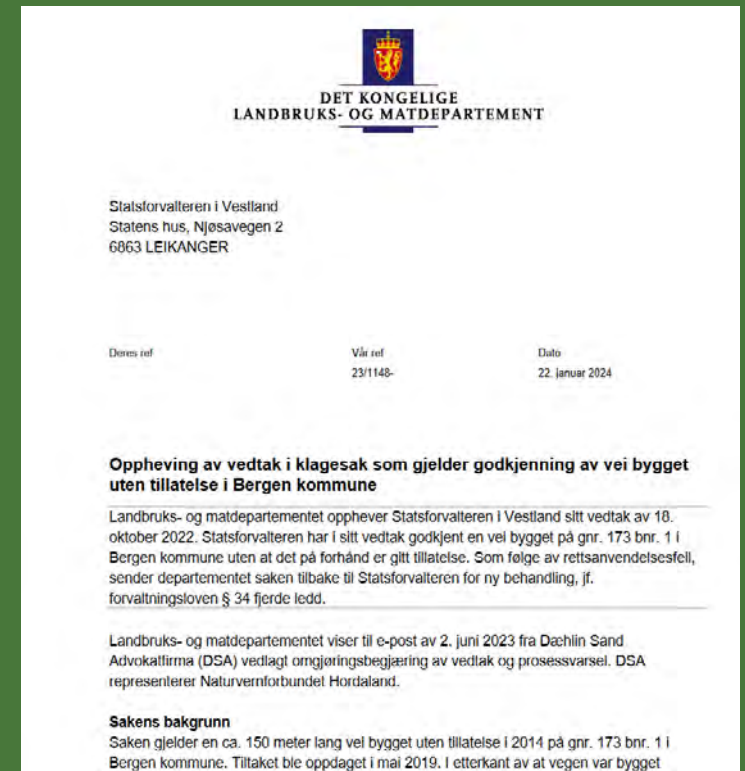 DET KONGELIGE
LANDBRUKS- OG MATDEPARTEMENT
Statsforvalteren i Vestland
Statens hus, Njøsavegen 2
6863 LEIKANGER
Deres ref Vår ref Dato
23/1148- 22. januar 2024
Oppheving av vedtak i klagesak som gjelder godkjenning av vei bygget
uten tillatelse i Bergen kommune
Landbruks- og matdepartementet opphever Statsforvalteren i Vestland sitt vedtak av 18.
oktober 2022. Statsforvalteren har i sitt vedtak godkjent en vei bygget på gnr. 173 bnr. 1 i
Bergen kommune uten at det på forhånd er gitt tillatelse. Som følge av rettsanvendelsesfeil,
sender departementet saken tilbake til Statsforvalteren for ny behandling, jf.
forvaltningsloven § 34 fjerde ledd.
Landbruks- og matdepartementet viser til e-post av 2. juni 2023 fra Dæhlin Sand
Advokatfirma (DSA) vedlagt omgjøringsbegjæring av vedtak og prosessvarsel. DSA
representerer Naturvernforbundet Hordaland.
Sakens bakgrunn
Saken gjelder en ca. 150 meter lang vei bygget uten tillatelse i 2014 på gnr. 173 bnr. 1 i
Bergen kommune. Tiltaket ble oppdaget i mai 2019. I etterkant av at vegen var bygget